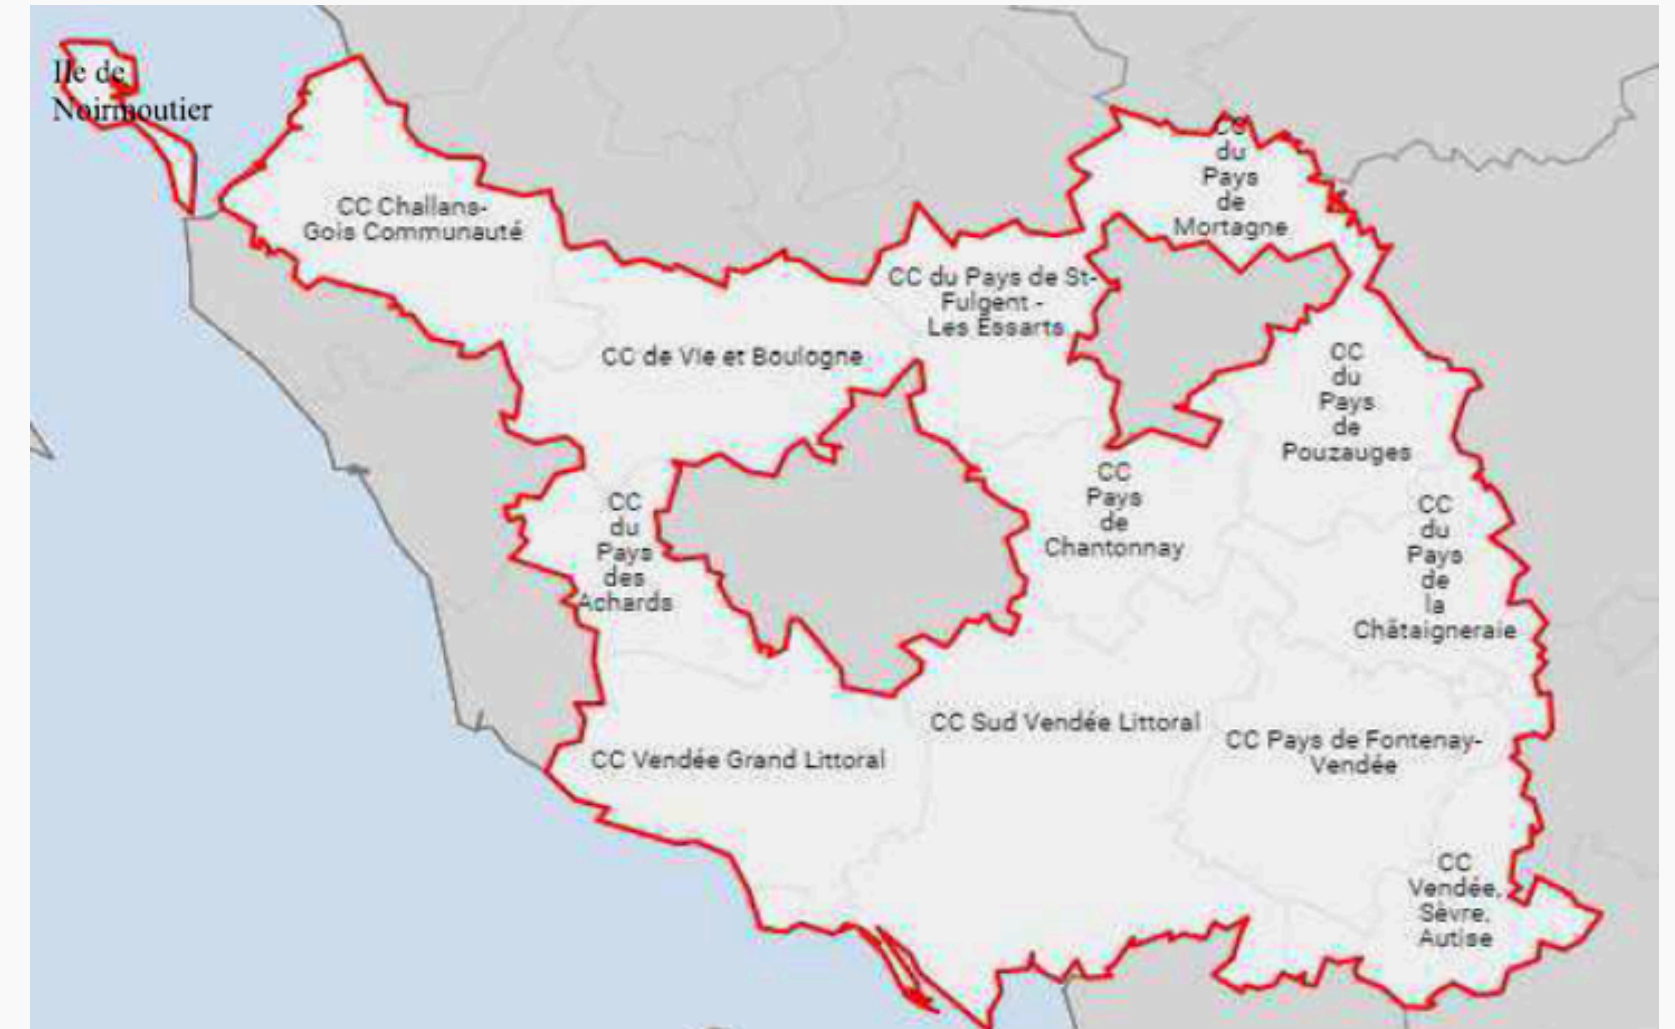 Ile de
Noirmoutier
CC
du
Pays
de
Mortagne
CC Challans-
Gois Communauté
CC du Pays de St-
Fulgent -
Les Essarts
CC de Vie et Boulogne
CC
du
Pays
de
Pouzauges
CC
Pays
de
Chantonnay
CC
du
Pays
des
Achards
CC
du
Pays
de
la
Châtaigneraie
CC Sud Vendée Littoral
CC Pays de Fontenay-
Vendée
CC Vendée Grand Littoral
CC
Vendée,
Sèvre,
Autise